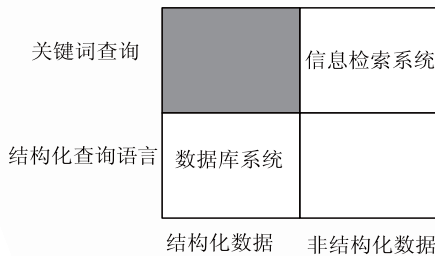 关键词查询
信息检索系统
结构化查询语言
数据库系统
结构化数据
非结构化数据